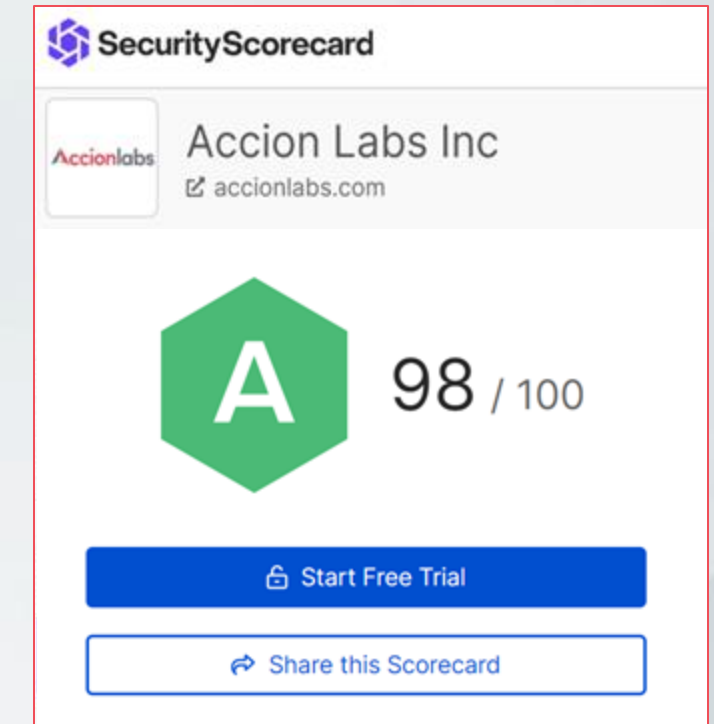 SecurityScorecard
Accionlabs
Accion Labs Inc
accionlabs.com
A
98 / 100
Start Free Trial
Share this Scorecard